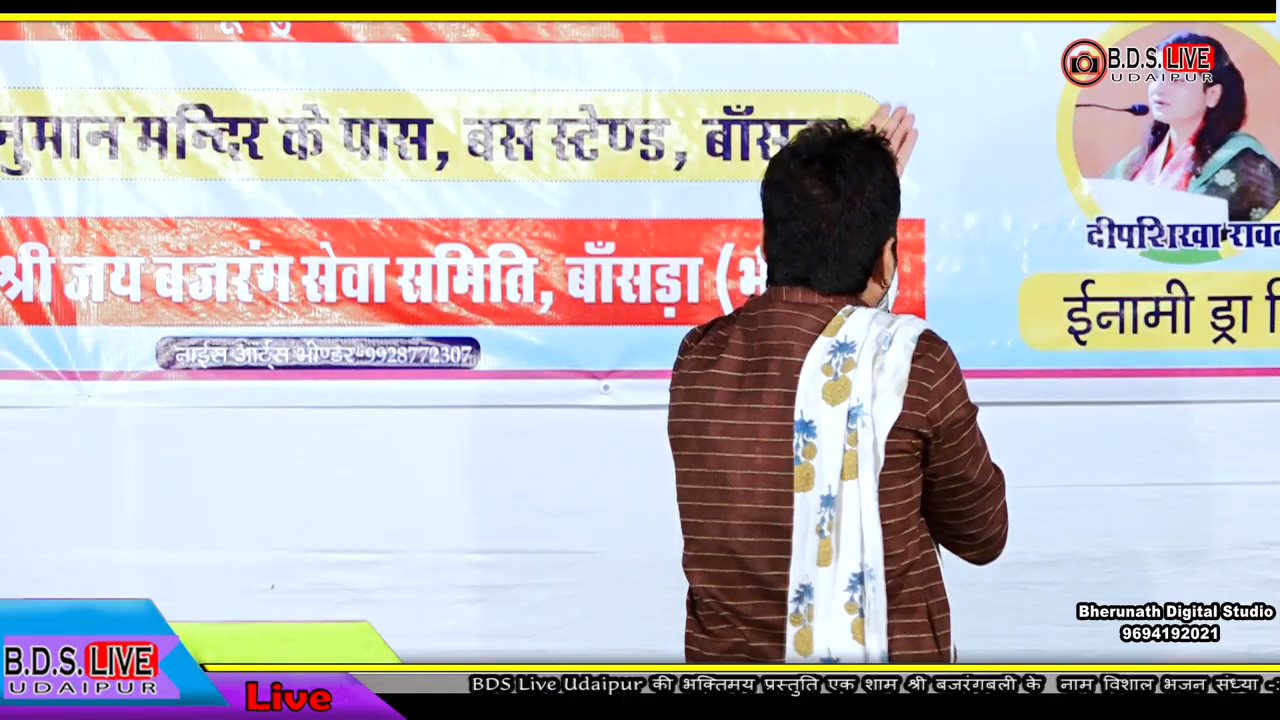 B.D.S. LIVE
UDAIPUR
नुमान मन्दिर के पास, बस स्टेण्ड,
श्री जय बजरंग सेवा समिति, बाँसड़ा
नाईस आर्टस भीण्डर-9928772307
दीपशिखा
ईनामी ड्रा
Bherunath Digital Studio
9694192021
B.D.S. LIVE
UDAIPUR
Live
BDS Live Udaipur की भक्तिमय प्रस्तुति एक शाम श्री बजरंगबली के नाम विशाल भजन संध्या -